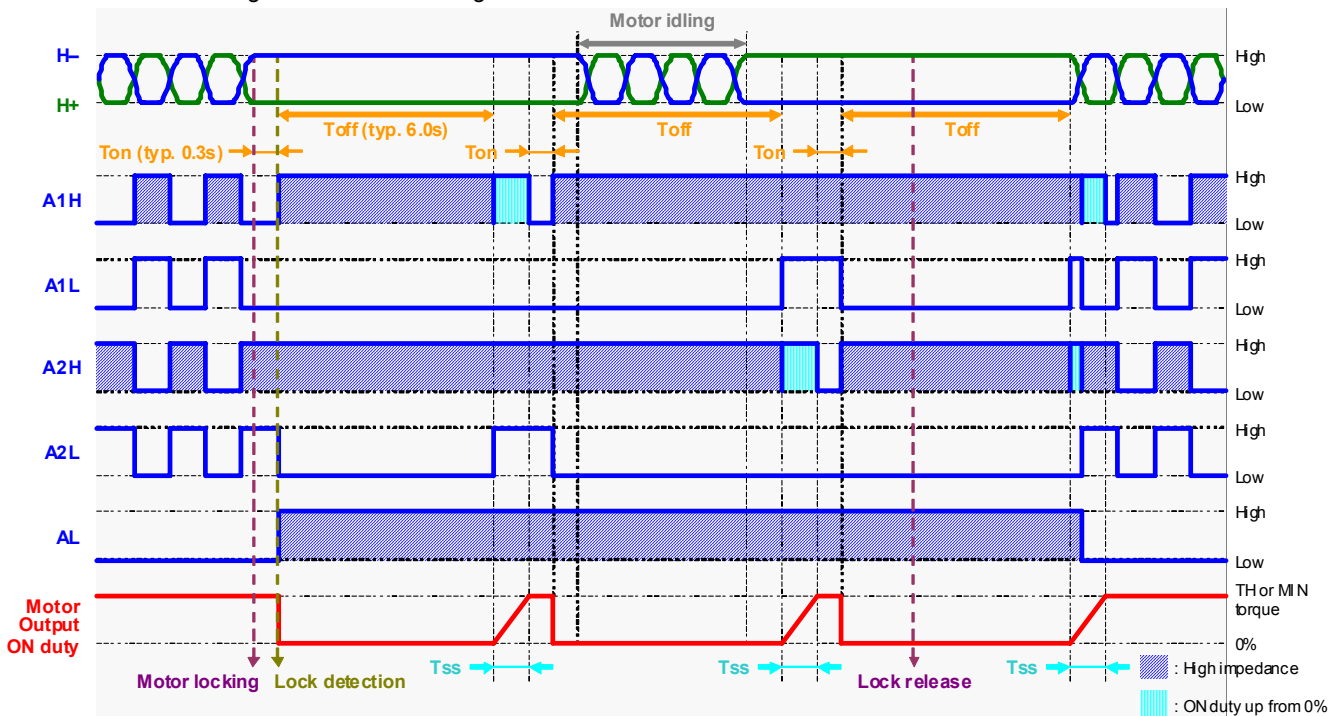 Motor idling
H–
High
H+
Low
Toff (typ. 6.0s)
Toff
Toff
Ton (typ. 0.3s)
Ton
Ton
A1H
High
Low
A1L
High
Low
A2H
High
Low
A2L
High
Low
AL
High
Low
Motor
Output
ON duty
TH or MIN
torque
0%
Tss
Tss
Tss
Motor locking
Lock detection
Lock release
: High impedance
: ON duty up from 0%